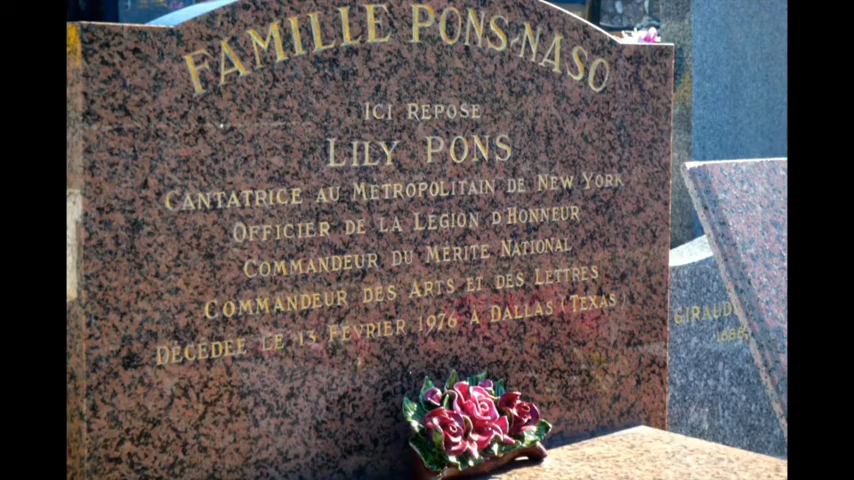 FAMILLE PONS-NASO
ICI REPOSE
LILY PONS
CANTATRICE AU METROPOLITAIN DE NEW YORK
OFFICIER DE LA LÉGION D'HONNEUR
COMMANDEUR DU MÉRITE NATIONAL
COMMANDEUR DES ARTS ET DES LETTRES
DÉCÉDÉE LE 13 FÉVRIER 1976 À DALLAS (TEXAS)